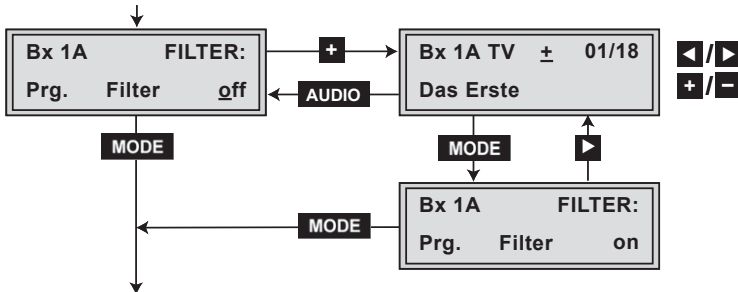 Bx 1A FILTER:
Prg. Filter off
+
AUDIO
Bx 1A TV ± 01/18
Das Erste
◄/►
+/−
MODE
MODE
►
Bx 1A FILTER:
Prg. Filter on
MODE